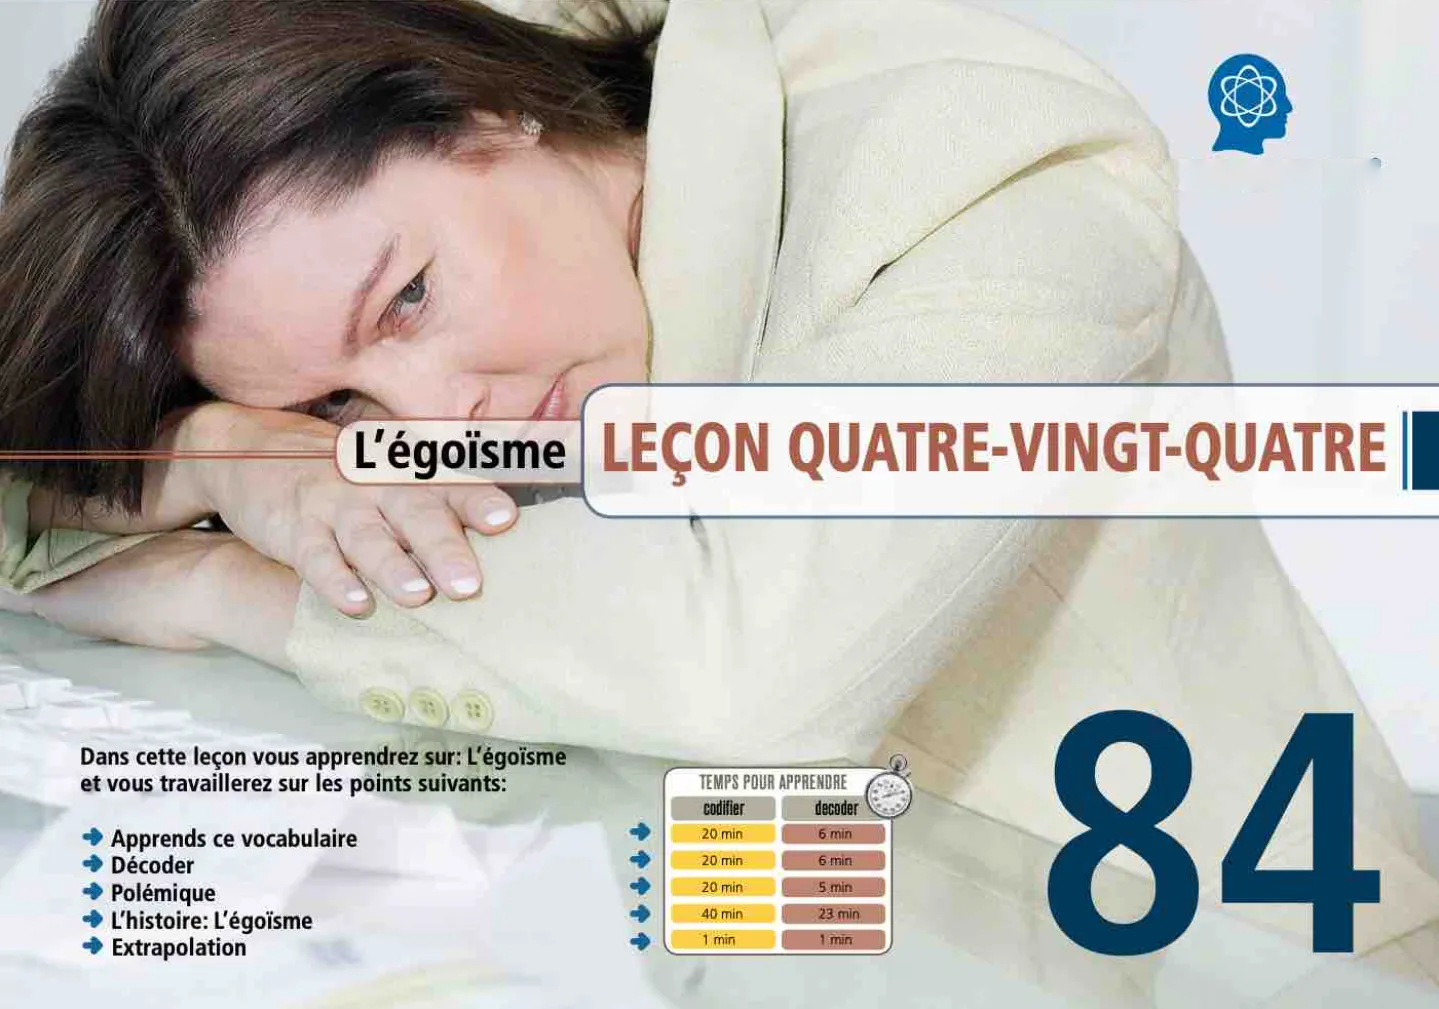 L'égoïsme
LEÇON QUATRE-VINGT-QUATRE
Dans cette leçon vous apprendrez sur: L'égoïsme
et vous travaillerez sur les points suivants:
Apprends ce vocabulaire
Décoder
Polémique
L'histoire: L'égoïsme
Extrapolation
TEMPS POUR APPRENDRE
codifier decoder
20 min 6 min
20 min 6 min
20 min 5 min
40 min 23 min
1 min 1 min
84